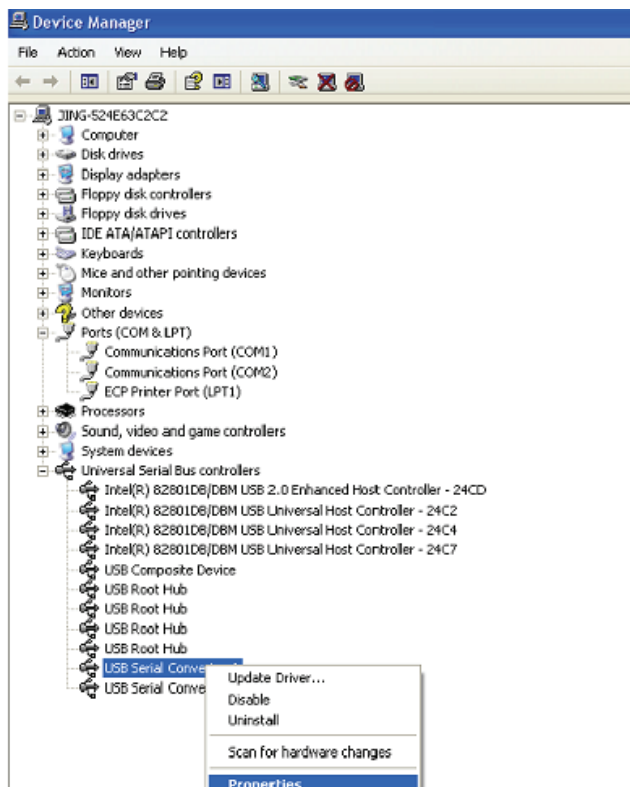 Device Manager
File Action View Help
JING-524E63C2C2
Computer
Disk drives
Display adapters
Floppy disk controllers
Floppy disk drives
IDE ATA/ATAPI controllers
Keyboards
Mice and other pointing devices
Monitors
Other devices
Ports (COM & LPT)
Communications Port (COM1)
Communications Port (COM2)
ECP Printer Port (LPT1)
Processors
Sound, video and game controllers
System devices
Universal Serial Bus controllers
Intel(R) 82801DB/DBM USB 2.0 Enhanced Host Controller - 24CD
Intel(R) 82801DB/DBM USB Universal Host Controller - 24C2
Intel(R) 82801DB/DBM USB Universal Host Controller - 24C4
Intel(R) 82801DB/DBM USB Universal Host Controller - 24C7
USB Composite Device
USB Root Hub
USB Root Hub
USB Root Hub
USB Root Hub
USB Serial
USB Serial
Update Driver...
Disable
Uninstall
Scan for hardware changes
Properties